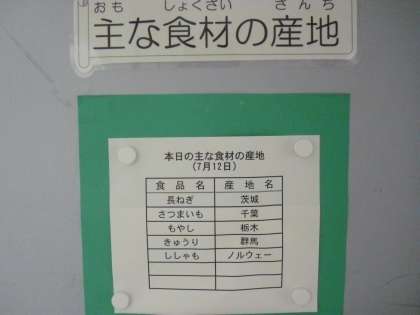 おも しょくざい さんち
主な食材の産地
本日の主な食材の産地
(7月12日)
食品名 産地名
長ねぎ 茨城
さつまいも 千葉
もやし 栃木
きゅうり 群馬
ししゃも ノルウェー